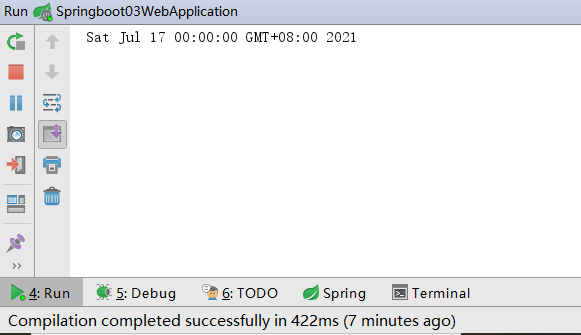 Run Springboot03WebApplication
Sat Jul 17 00:00:00 GMT+08:00 2021
>>
4: Run 5: Debug 6: TODO Spring Terminal
Compilation completed successfully in 422ms (7 minutes ago)